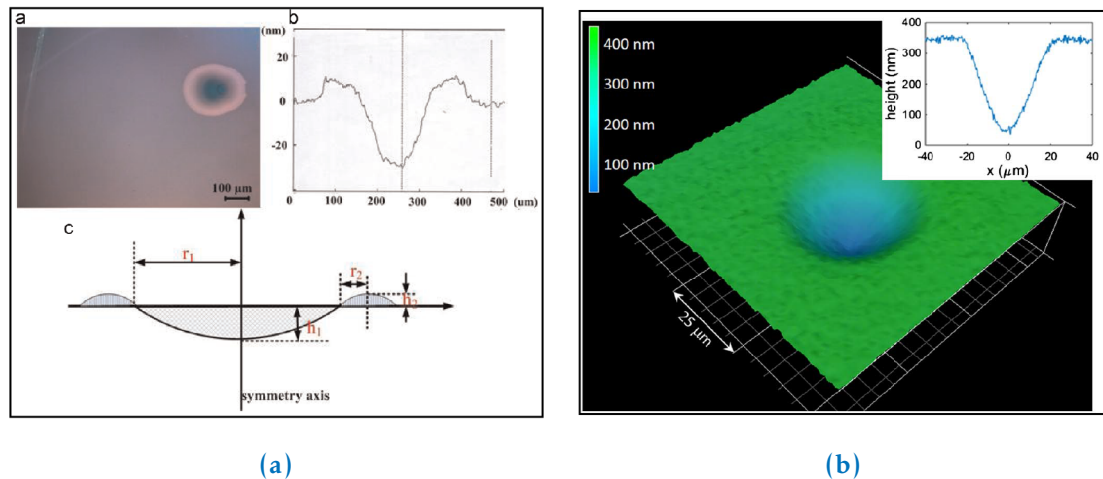 a
100 µm
b
(nm)
20
0
-20
0 100 200 300 400 500
(um)
c
r₁
r₂
h₂
h₁
symmetry axis
(a)
400 nm
300 nm
200 nm
100 nm
25 µm
400
300
200
100
0
height (nm)
-40 -20 0 20 40
x (µm)
(b)